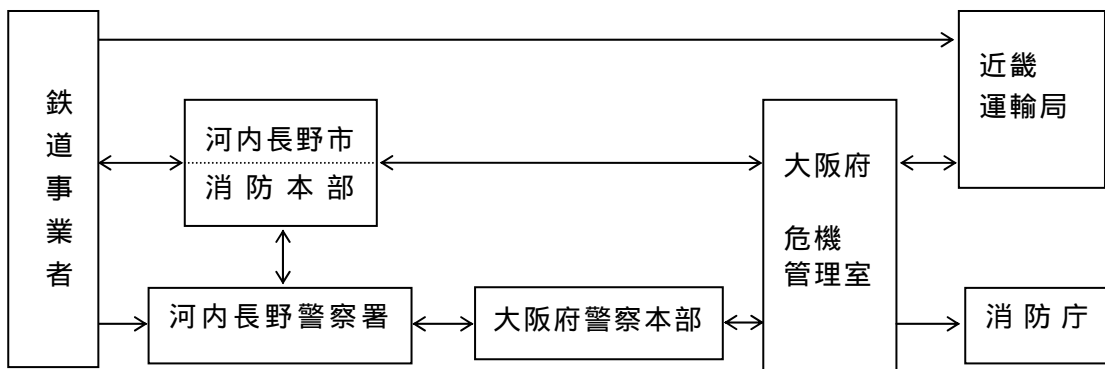 鉄道事業者
河内長野市
消防本部
河内長野警察署
大阪府警察本部
大阪府
危機
管理室
近畿
運輸局
消防庁